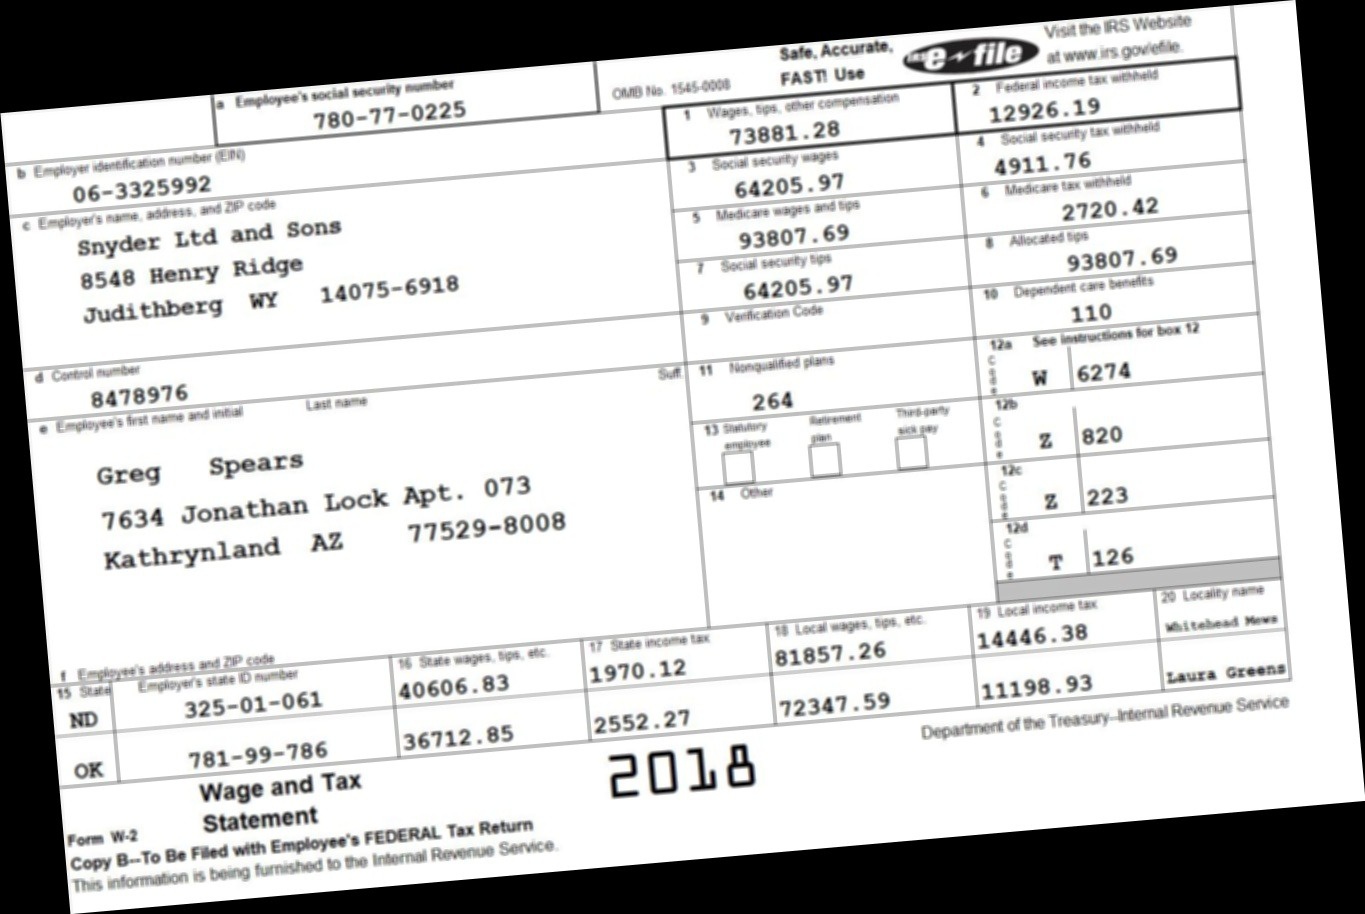 a Employee's social security number
780-77-0225
OMB No. 1545-0008
Safe, Accurate,
FAST! Use
e file
Visit the IRS Website
at www.irs.gov/efile.
b Employer identification number (EIN)
06-3325992
1 Wages, tips, other compensation
73881.28
2 Federal income tax withheld
12926.19
c Employer's name, address, and ZIP code
Snyder Ltd and Sons
8548 Henry Ridge
Judithberg WY 14075-6918
3 Social security wages
64205.97
4 Social security tax withheld
4911.76
5 Medicare wages and tips
93807.69
6 Medicare tax withheld
2720.42
7 Social security tips
64205.97
8 Allocated tips
93807.69
d Control number
8478976
9 Verification Code
10 Dependent care benefits
110
e Employee's first name and initial Last name Suff.
Greg Spears
7634 Jonathan Lock Apt. 073
Kathrynland AZ 77529-8008
11 Nonqualified plans
264
12a See instructions for box 12
Code W 6274
13 Statutory employee Retirement plan Third-party sick pay
12b
Code Z 820
14 Other
12c
Code Z 223
12d
Code T 126
f Employee's address and ZIP code
15 State Employer's state ID number
16 State wages, tips, etc.
17 State income tax
18 Local wages, tips, etc.
19 Local income tax
20 Locality name
ND 325-01-061 40606.83 1970.12 81857.26 14446.38 Whitehead Mews
OK 781-99-786 36712.85 2552.27 72347.59 11198.93 Laura Greens
Form W-2
Wage and Tax
Statement
2018
Department of the Treasury--Internal Revenue Service
Copy B--To Be Filed with Employee's FEDERAL Tax Return
This information is being furnished to the Internal Revenue Service.